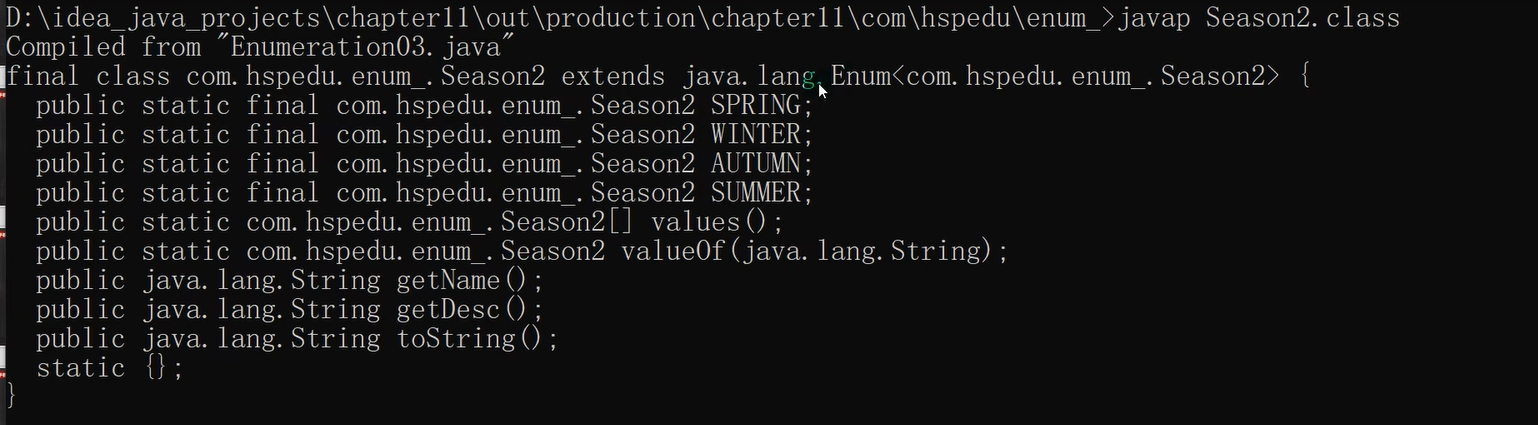 D:\idea_java_projects\chapter11\out\production\chapter11\com\hspedu\enum_>javap Season2.class
Compiled from "Enumeration03.java"
final class com.hspedu.enum_.Season2 extends java.lang.Enum<com.hspedu.enum_.Season2> {
  public static final com.hspedu.enum_.Season2 SPRING;
  public static final com.hspedu.enum_.Season2 WINTER;
  public static final com.hspedu.enum_.Season2 AUTUMN;
  public static final com.hspedu.enum_.Season2 SUMMER;
  public static com.hspedu.enum_.Season2[] values();
  public static com.hspedu.enum_.Season2 valueOf(java.lang.String);
  public java.lang.String getName();
  public java.lang.String getDesc();
  public java.lang.String toString();
  static {};
}